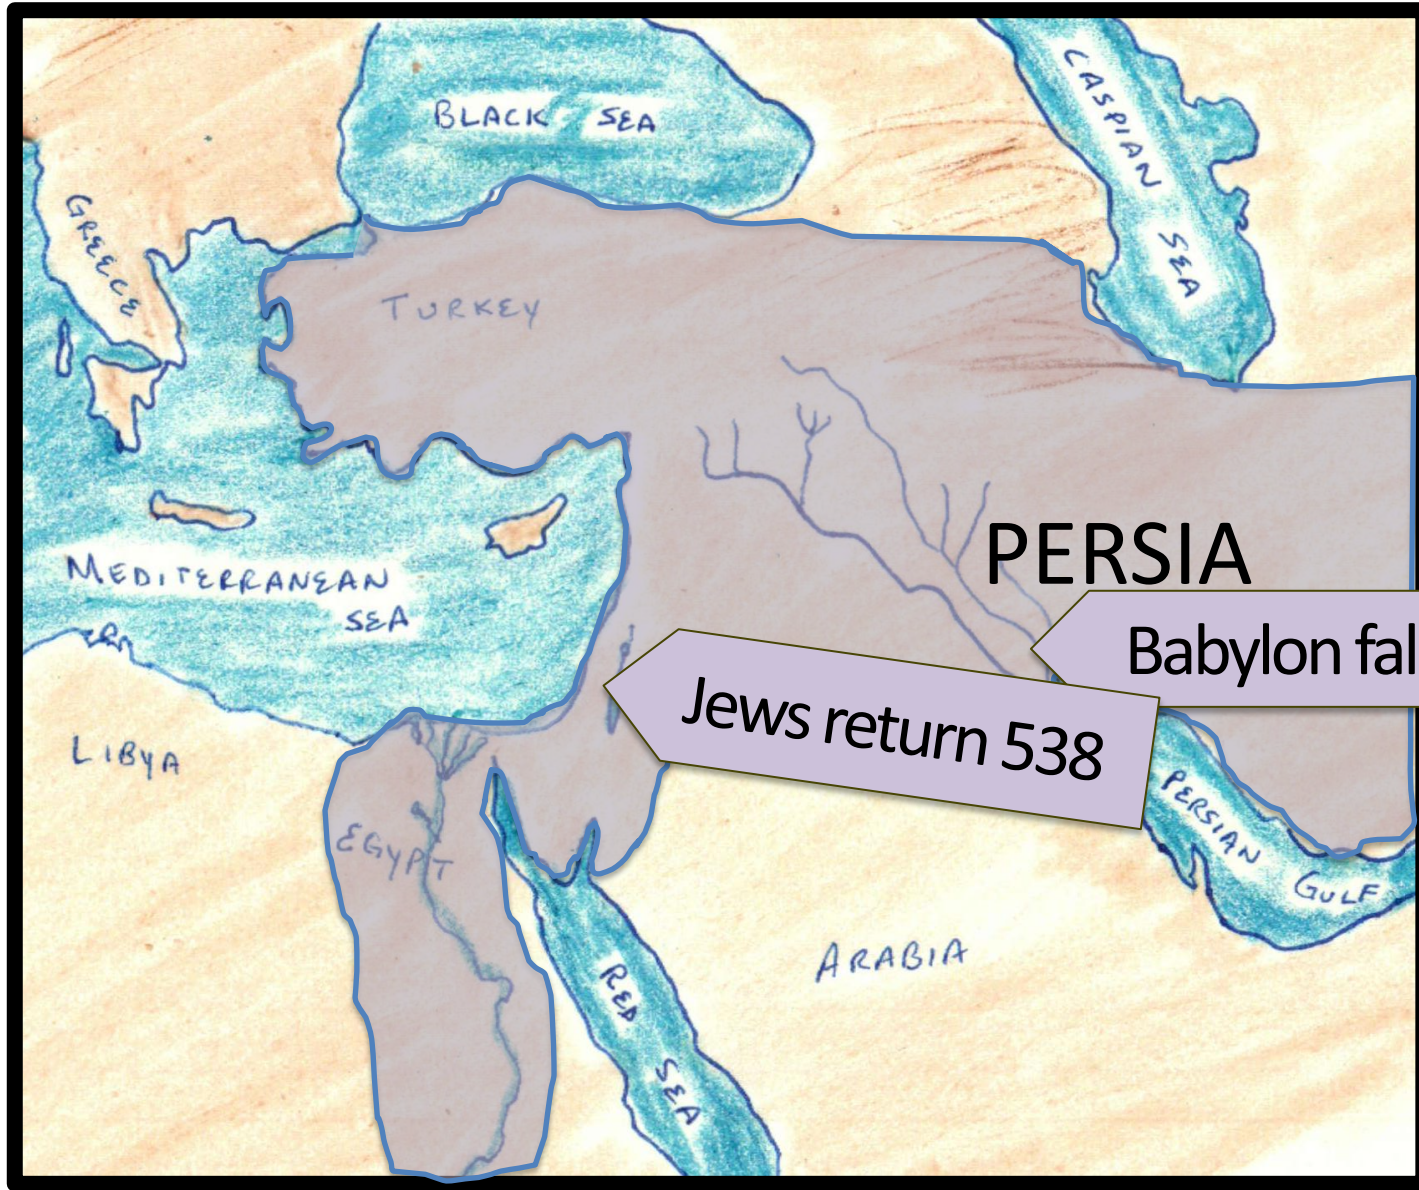 BLACK SEA
CASPIAN SEA
GREECE
TURKEY
PERSIA
MEDITERRANEAN
SEA
Babylon fal
Jews return 538
LIBYA
PERSIAN GULF
EGYPT
ARABIA
RED SEA